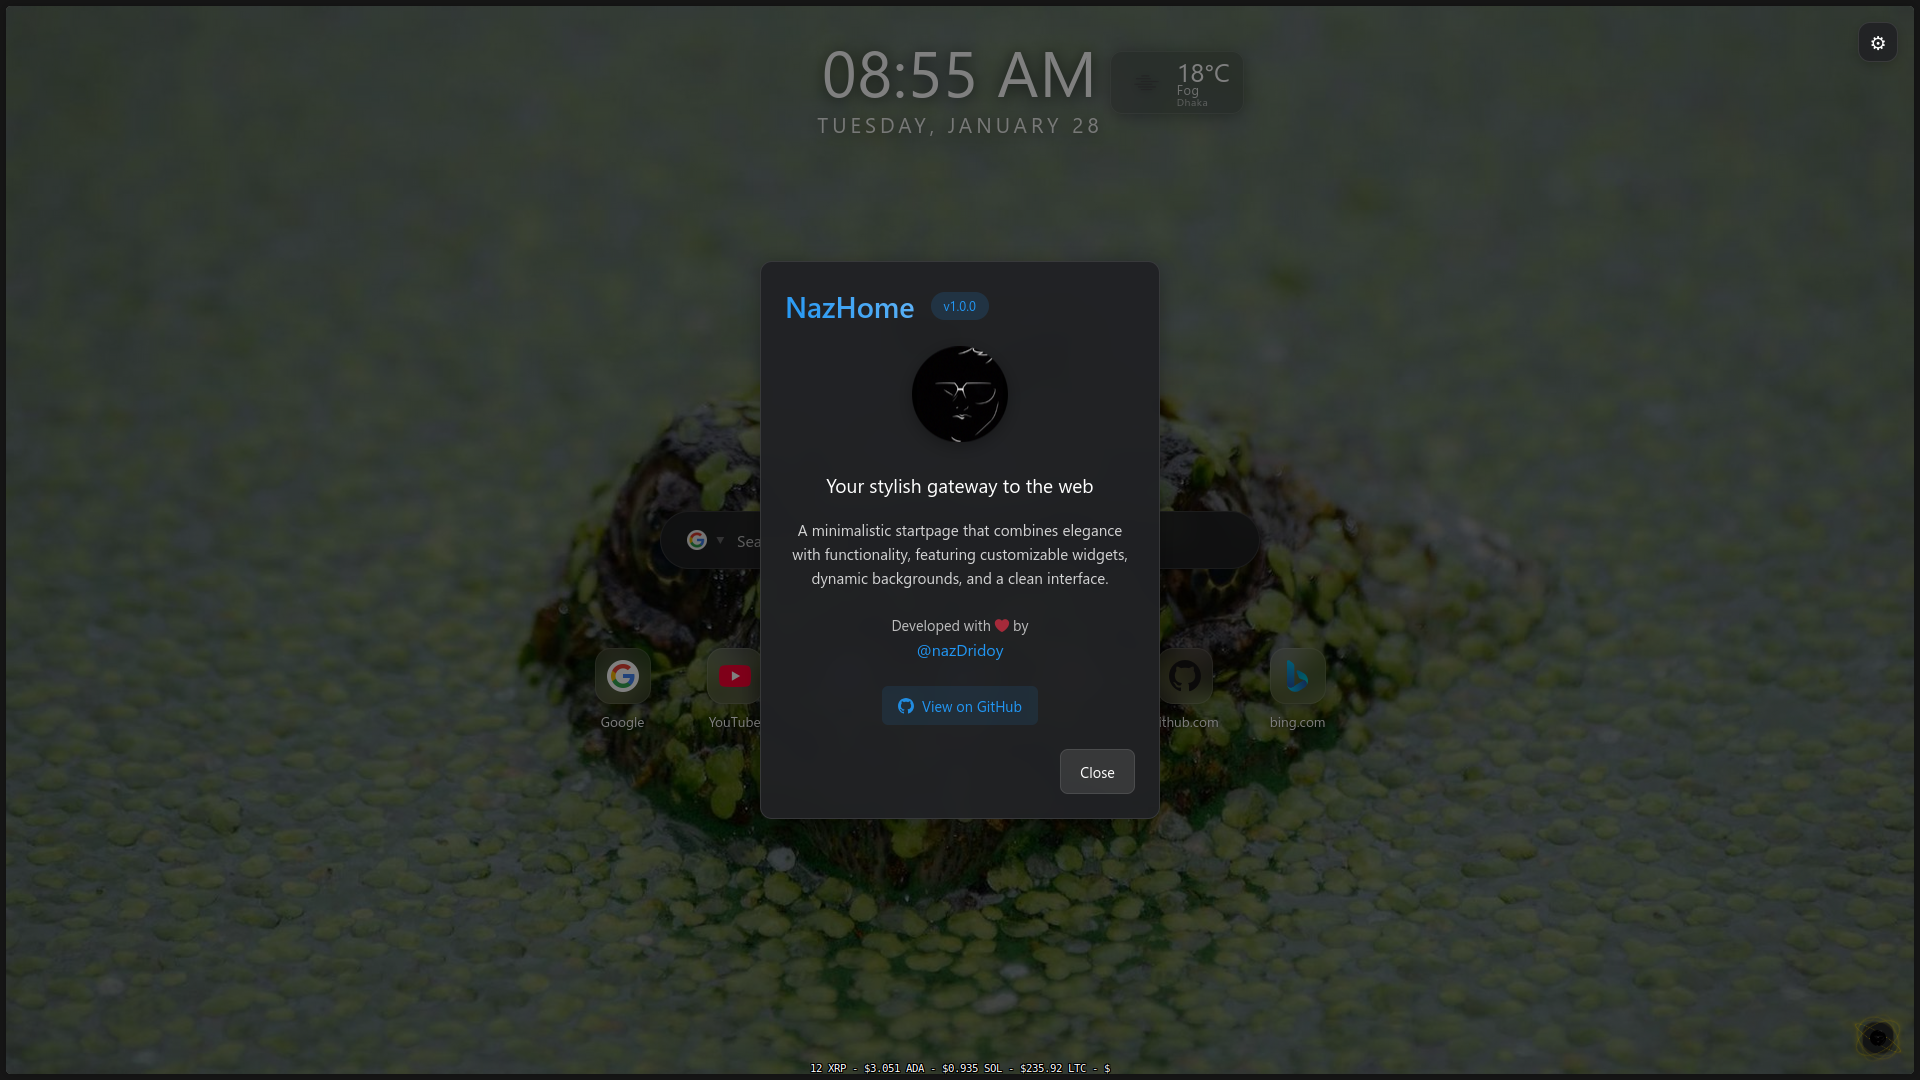 08:55 AM
TUESDAY, JANUARY 28
18°C
Fog
Dhaka
NazHome
v1.0.0
Your stylish gateway to the web
A minimalistic startpage that combines elegance
with functionality, featuring customizable widgets,
dynamic backgrounds, and a clean interface.
Developed with ❤ by
@nazDridoy
View on GitHub
Close
Sea
Google
YouTube
ithub.com
bing.com
12 XRP - $3.051 ADA - $0.935 SOL - $235.92 LTC - $